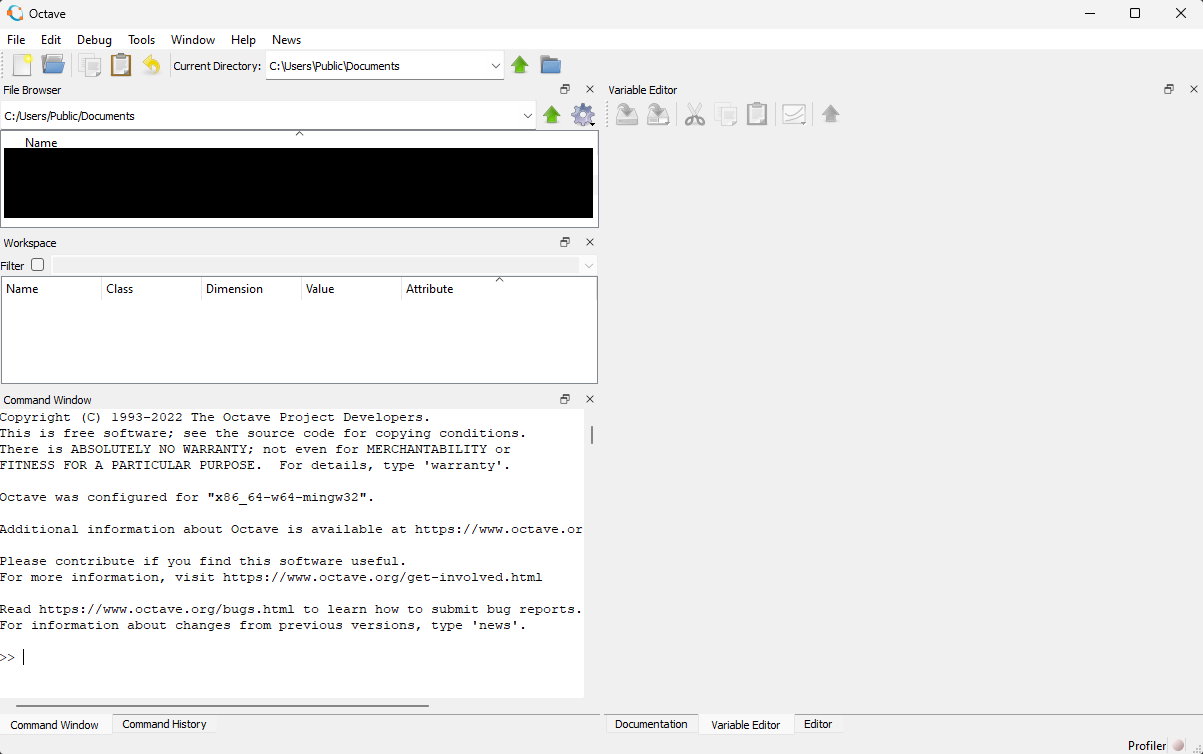 Octave
File Edit Debug Tools Window Help News
Current Directory: C:\Users\Public\Documents
File Browser
C:/Users/Public/Documents
Name
Workspace
Filter
Name Class Dimension Value Attribute
Command Window
Copyright (C) 1993-2022 The Octave Project Developers.
This is free software; see the source code for copying conditions.
There is ABSOLUTELY NO WARRANTY; not even for MERCHANTABILITY or
FITNESS FOR A PARTICULAR PURPOSE.  For details, type 'warranty'.
Octave was configured for "x86_64-w64-mingw32".
Additional information about Octave is available at https://www.octave.or
Please contribute if you find this software useful.
For more information, visit https://www.octave.org/get-involved.html
Read https://www.octave.org/bugs.html to learn how to submit bug reports.
For information about changes from previous versions, type 'news'.
>>
Command Window Command History
Variable Editor
Documentation Variable Editor Editor
Profiler